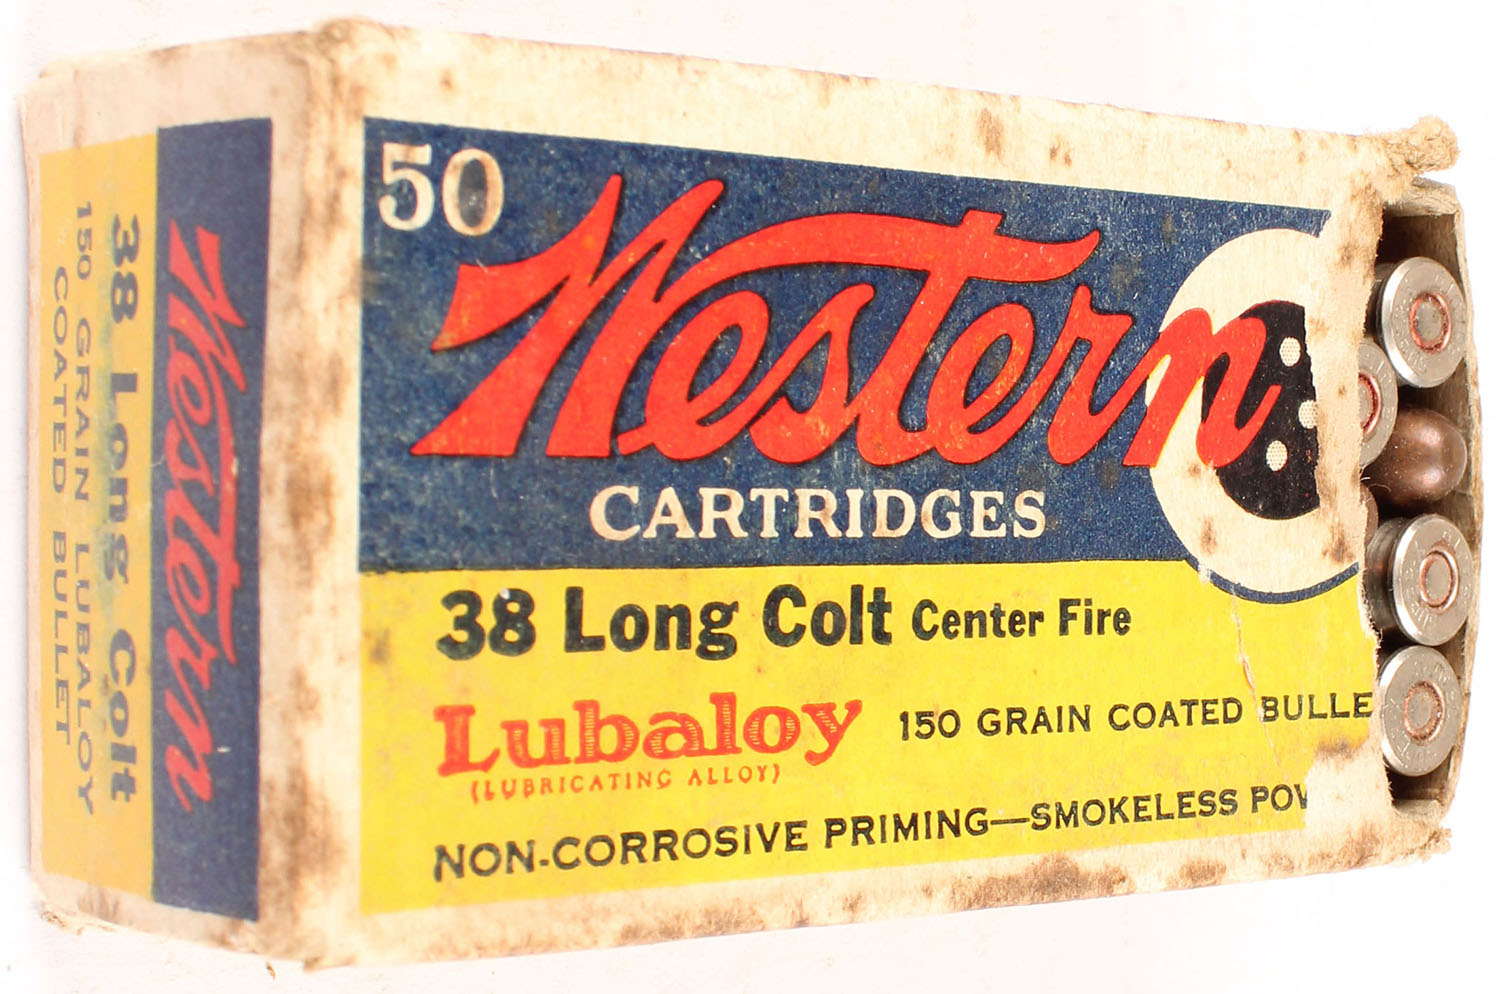 50
Western
CARTRIDGES
38 Long Colt Center Fire
Lubaloy 150 GRAIN COATED BULLE
(LUBRICATING ALLOY)
NON-CORROSIVE PRIMING—SMOKELESS POW
Western
38 Long Colt
150 GRAIN LUBALOY
COATED BULLET